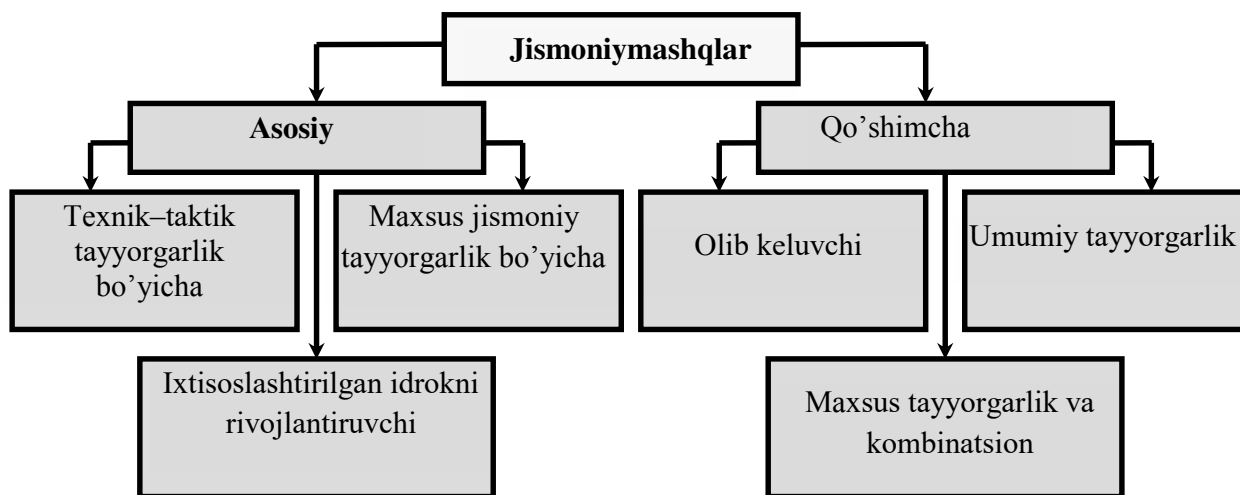 Jismoniymashqlar
Asosiy
Qo’shimcha
Texnik–taktik
tayyorgarlik
bo’yicha
Maxsus jismoniy
tayyorgarlik bo’yicha
Olib keluvchi
Umumiy tayyorgarlik
Ixtisoslashtirilgan idrokni
rivojlantiruvchi
Maxsus tayyorgarlik va
kombinatsion